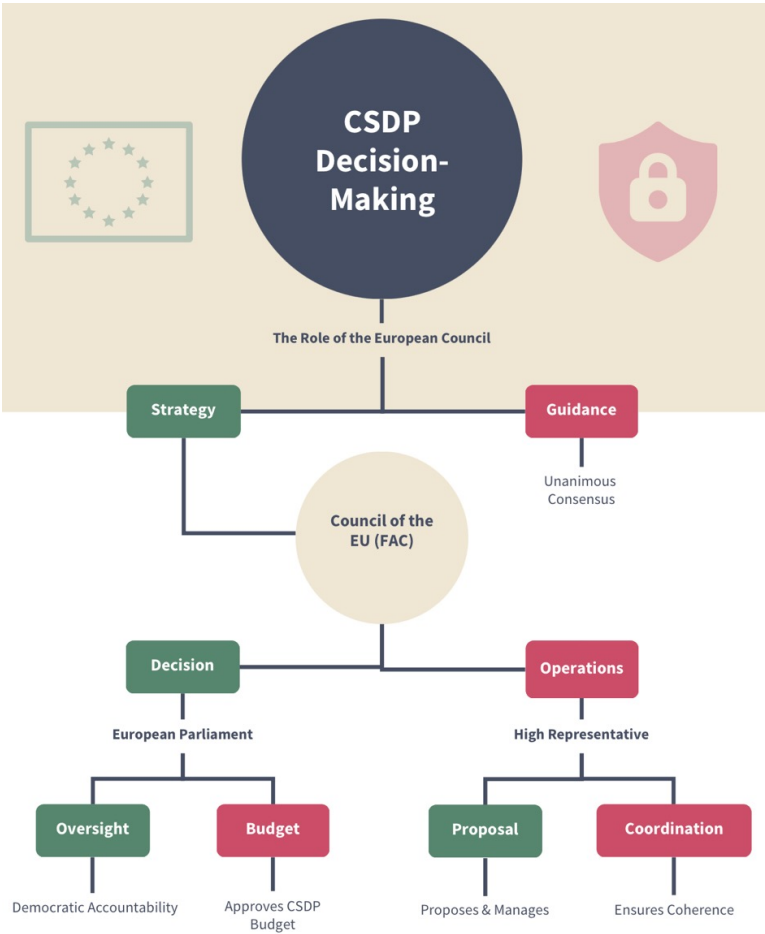 CSDP
Decision-
Making
The Role of the European Council
Strategy
Guidance
Unanimous
Consensus
Council of the
EU (FAC)
Decision
Operations
European Parliament
High Representative
Oversight
Budget
Proposal
Coordination
Democratic Accountability
Approves CSDP
Budget
Proposes & Manages
Ensures Coherence